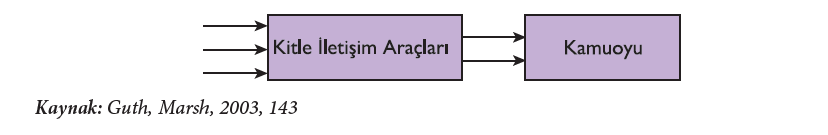 Kitle İletişim Araçları
Kamuoyu
Kaynak: Guth, Marsh, 2003, 143